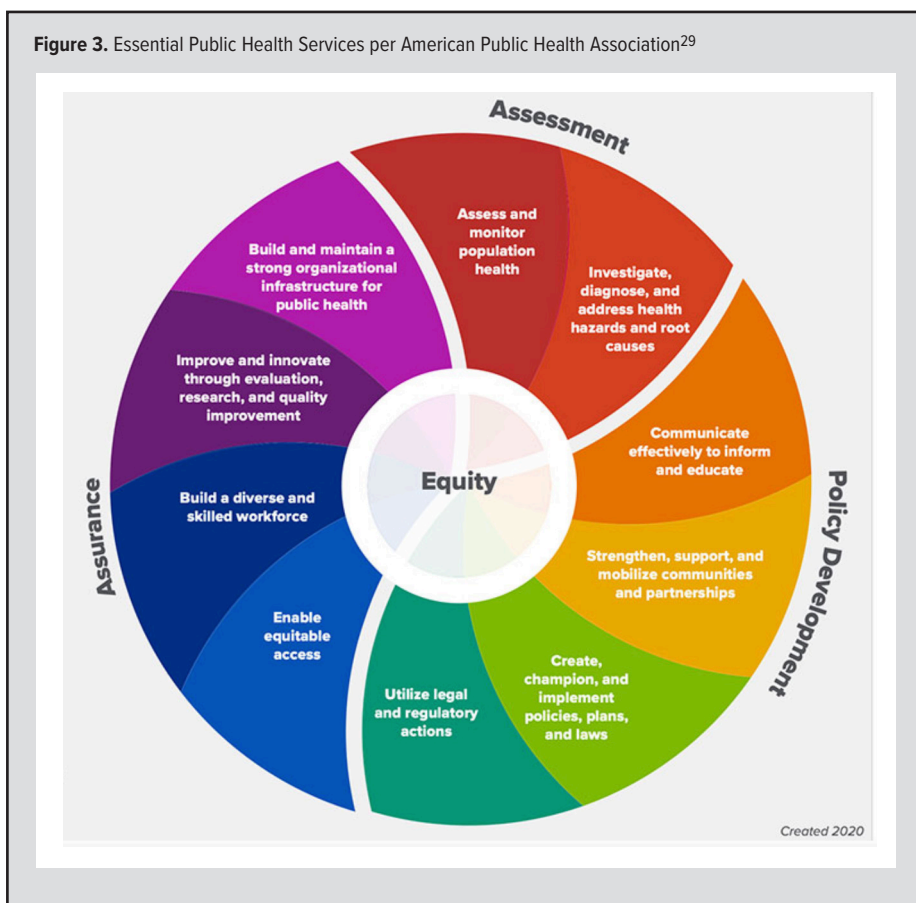 Figure 3. Essential Public Health Services per American Public Health Association29
Assessment
Assess and
monitor
population
health
Investigate,
diagnose, and
address health
hazards and root
causes
Communicate
effectively to inform
and educate
Policy Development
Strengthen, support, and
mobilize communities
and partnerships
Create,
champion, and
implement
policies, plans,
and laws
Utilize legal
and regulatory
actions
Enable
equitable
access
Assurance
Build a diverse and
skilled workforce
Improve and innovate
through evaluation,
research, and quality
improvement
Build and maintain a
strong organizational
infrastructure for
public health
Equity
Created 2020